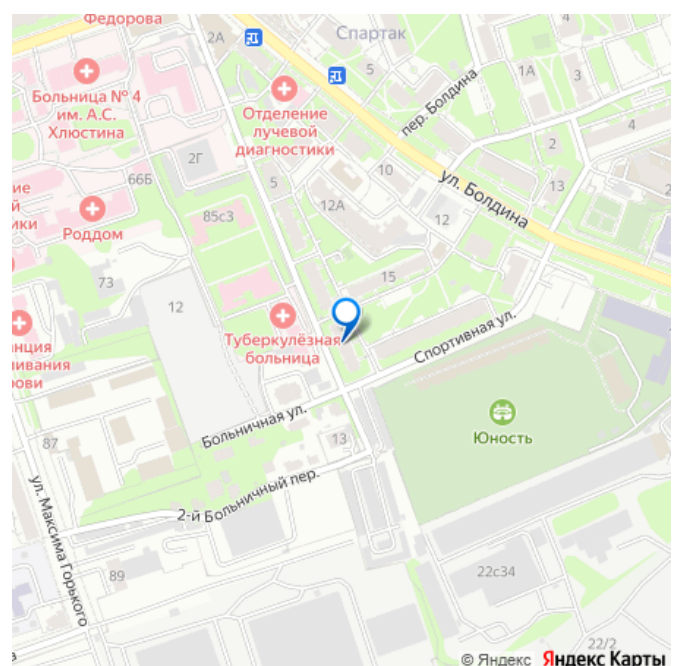 Федорова
2А
Спартак
5
1А
3
Больница № 4
им. А.С.
Хлюстина
Отделение
лучевой
диагностики
пер. Болдина
4
2
2Г
10
13
66Б
5
12А
ул. Болдина
12
Роддом
85с3
73
15
12
Туберкулёзная
больница
Спортивная ул.
Больничная ул.
Юность
13
87
2-й Больничный пер.
ул. Максима Горького
89
22с34
22/2
© Яндекс Яндекс Карты